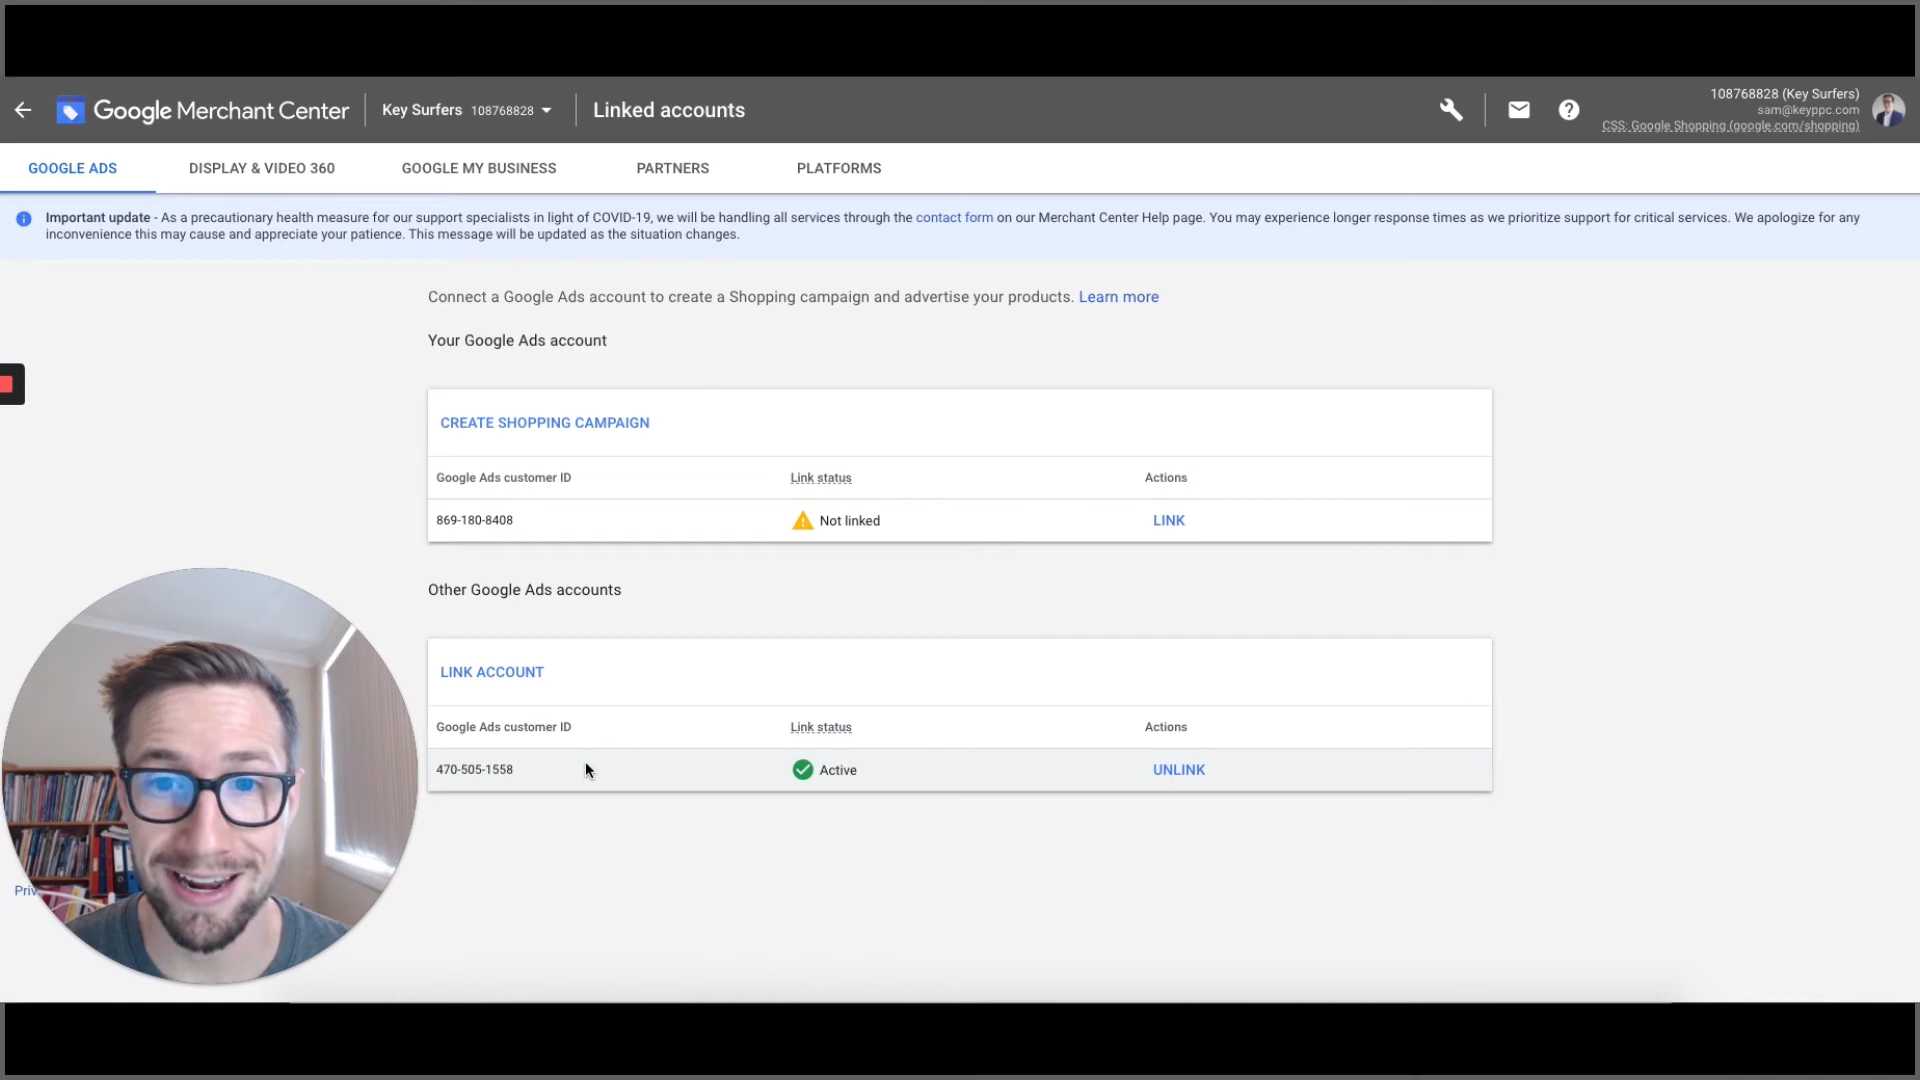 Google Merchant Center
Key Surfers 108768828
Linked accounts
108768828 (Key Surfers)
sam@keyppc.com
CSS: Google Shopping (google.com/shopping)
GOOGLE ADS
DISPLAY & VIDEO 360
GOOGLE MY BUSINESS
PARTNERS
PLATFORMS
Important update - As a precautionary health measure for our support specialists in light of COVID-19, we will be handling all services through the contact form on our Merchant Center Help page. You may experience longer response times as we prioritize support for critical services. We apologize for any
inconvenience this may cause and appreciate your patience. This message will be updated as the situation changes.
Connect a Google Ads account to create a Shopping campaign and advertise your products. Learn more
Your Google Ads account
CREATE SHOPPING CAMPAIGN
Google Ads customer ID Link status Actions
869-180-8408 Not linked LINK
Other Google Ads accounts
LINK ACCOUNT
Google Ads customer ID Link status Actions
470-505-1558 Active UNLINK